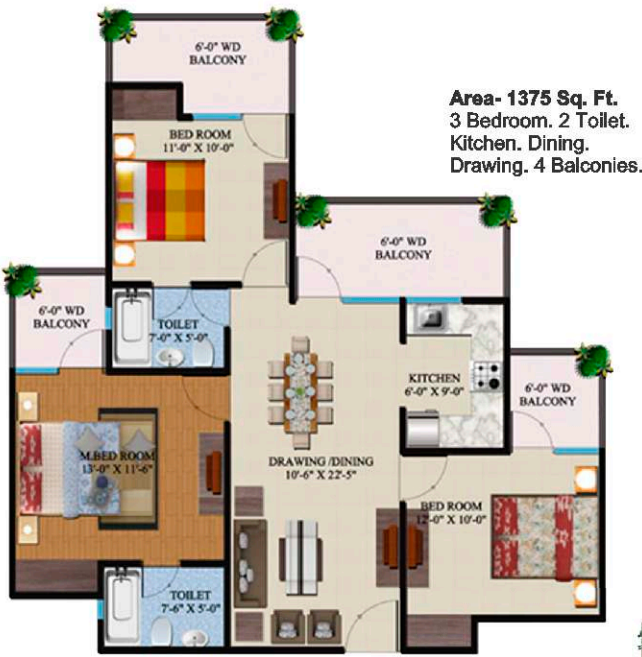 6'-0" WD
BALCONY
Area- 1375 Sq. Ft.
3 Bedroom. 2 Toilet.
Kitchen. Dining.
Drawing. 4 Balconies.
BED ROOM
11'-0" X 10'-0"
6'-0" WD
BALCONY
6'-0" WD
BALCONY
TOILET
7'-0" X 5'-0"
KITCHEN
6'-0" X 9'-0"
6'-0" WD
BALCONY
M.BED ROOM
13'-0" X 11'-6"
DRAWING /DINING
10'-6" X 22'-5"
BED ROOM
12'-0" X 10'-0"
TOILET
7'-6" X 5'-0"